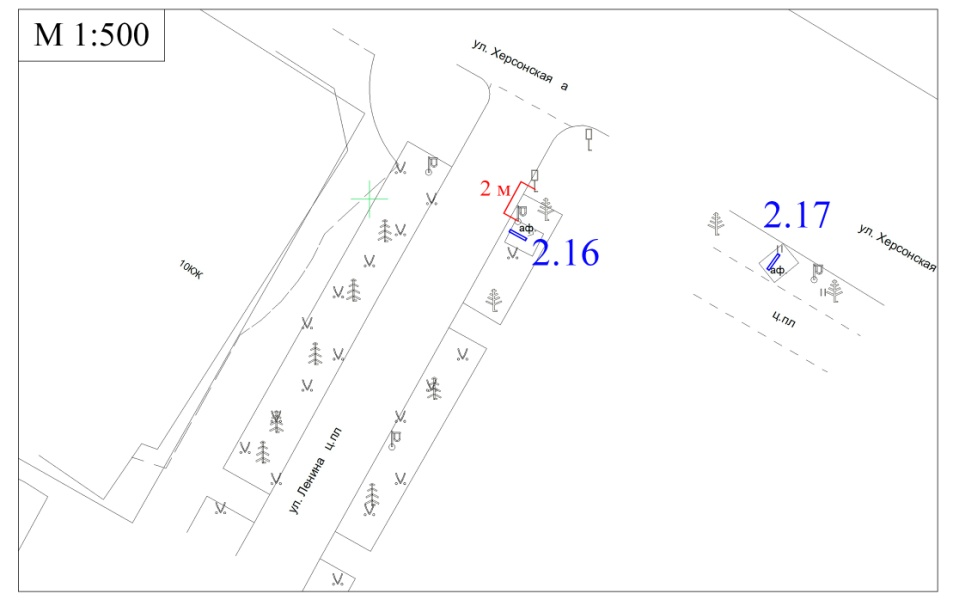 М 1:500
ул. Херсонская а
2 м
аф.
2.16
2.17
ул. Херсонская
аф.
ц.пл
10ЮК
ул. Ленина ц.пл